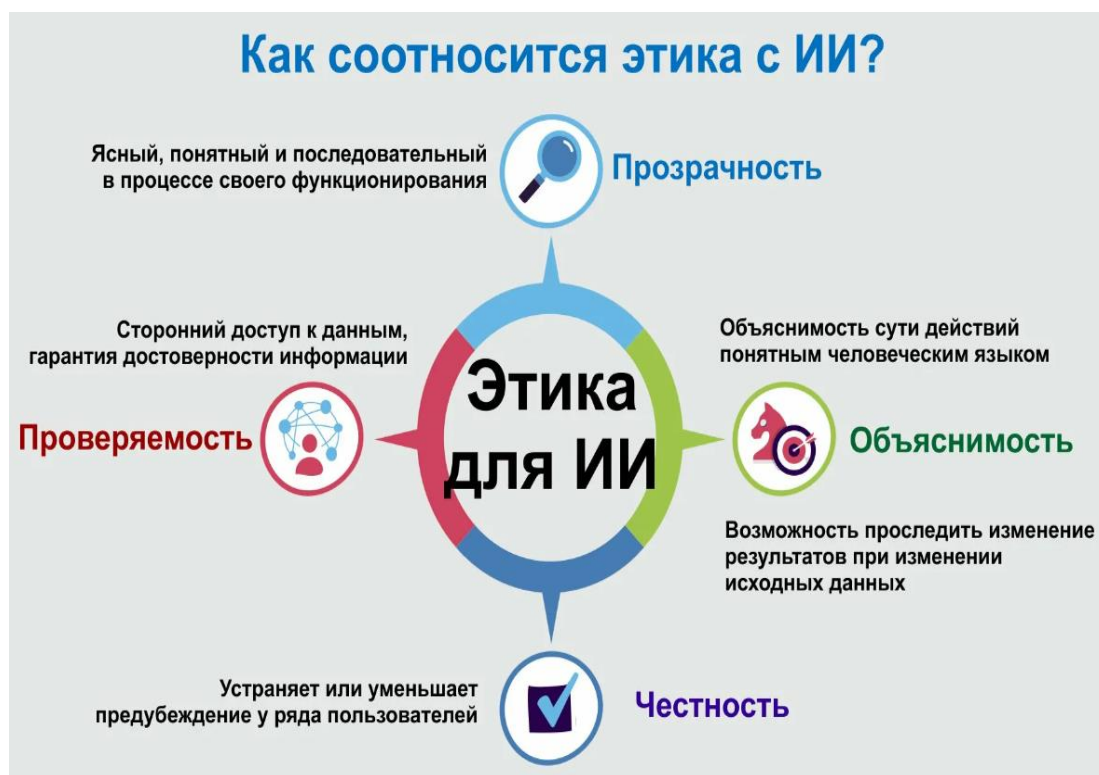 Как соотносится этика с ИИ?
Ясный, понятный и последовательный
в процессе своего функционирования
Прозрачность
Сторонний доступ к данным,
гарантия достоверности информации
Проверяемость
Этика
для ИИ
Объяснимость сути действий
понятным человеческим языком
Объяснимость
Возможность проследить изменение
результатов при изменении
исходных данных
Устраняет или уменьшает
предубеждение у ряда пользователей
Честность